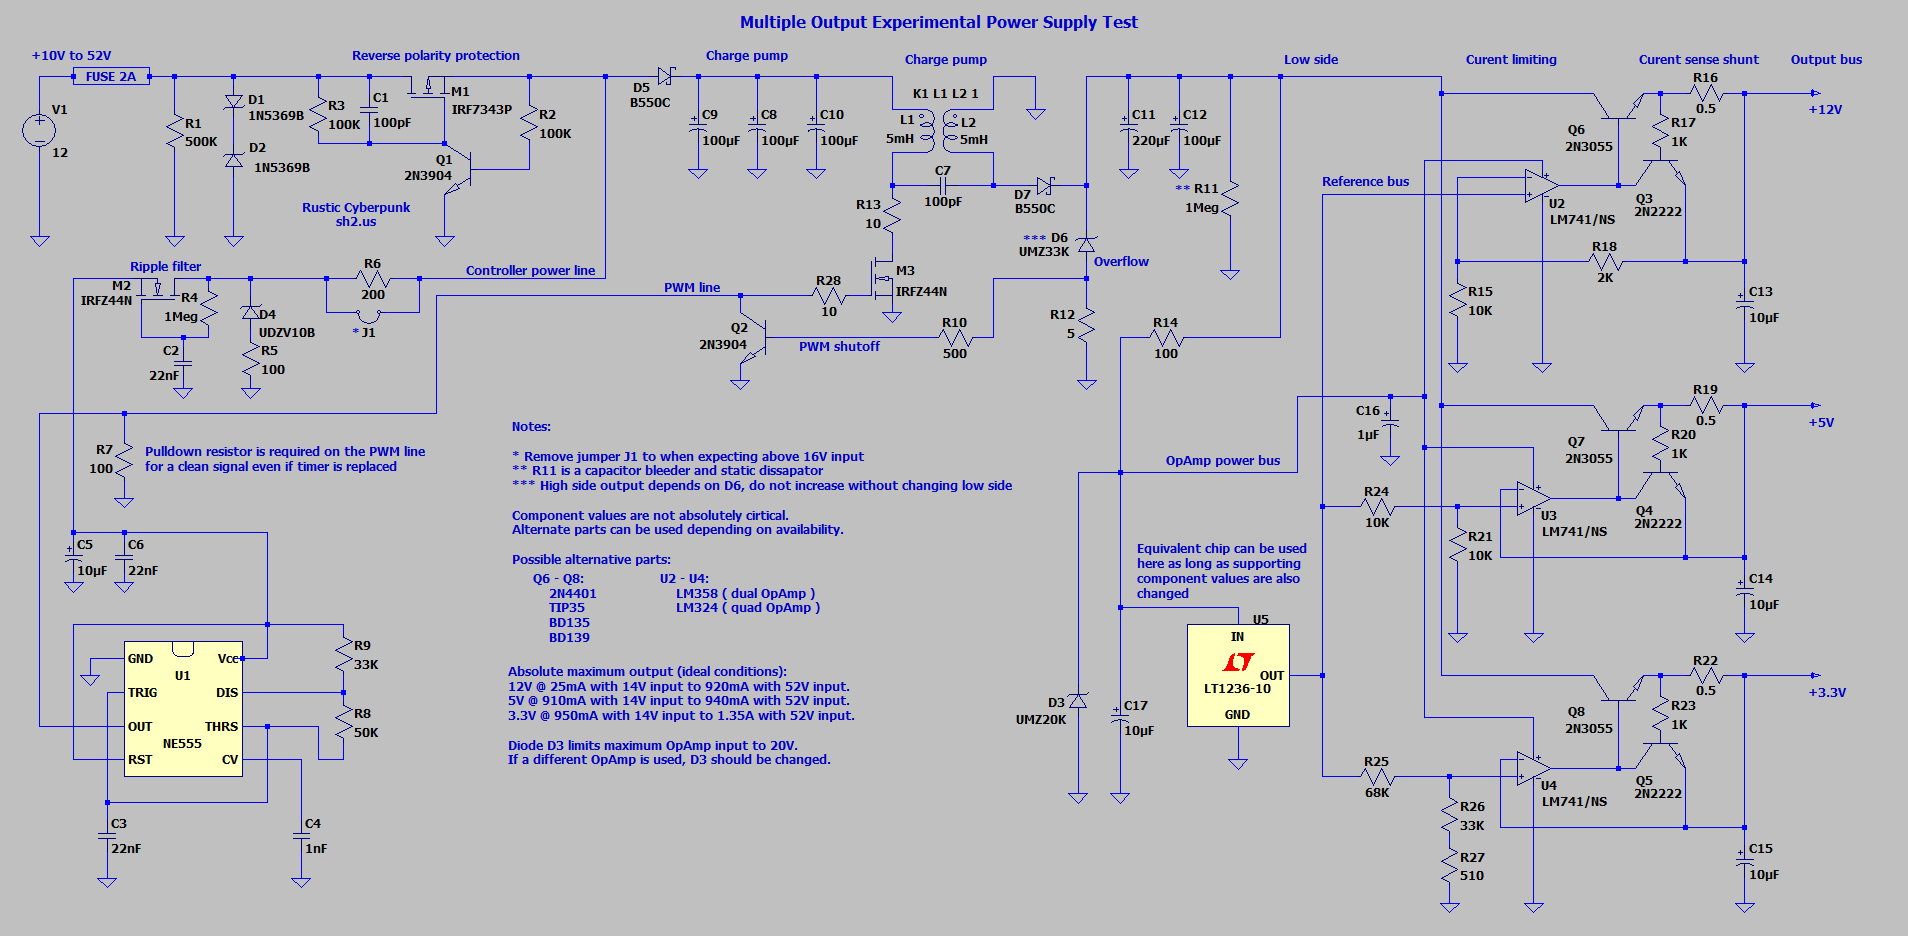 Multiple Output Experimental Power Supply Test
+10V to 52V
Reverse polarity protection
Charge pump
Charge pump
Low side
Curent limiting
Curent sense shunt
Output bus
FUSE 2A
V1
12
R1
500K
D1
1N5369B
D2
1N5369B
R3
100K
C1
100pF
M1
IRF7343P
R2
100K
Q1
2N3904
Rustic Cyberpunk
sh2.us
D5
B550C
C9
100µF
C8
100µF
C10
100µF
K1 L1 L2 1
L1
5mH
L2
5mH
C7
100pF
R13
10
D7
B550C
C11
220µF
C12
100µF
** R11
1Meg
*** D6
UMZ33K
Overflow
Reference bus
R16
0.5
+12V
Q6
2N3055
R17
1K
Q3
2N2222
U2
LM741/NS
R18
2K
R15
10K
C13
10µF
Ripple filter
M2
IRFZ44N
R4
1Meg
C2
22nF
D4
UDZV10B
R5
100
R6
200
*J1
Controller power line
PWM line
R28
10
M3
IRFZ44N
Q2
2N3904
PWM shutoff
R10
500
R12
5
R14
100
R7
100
Pulldown resistor is required on the PWM line
for a clean signal even if timer is replaced
Notes:
* Remove jumper J1 to when expecting above 16V input
** R11 is a capacitor bleeder and static dissapator
*** High side output depends on D6, do not increase without changing low side
Component values are not absolutely cirtical.
Alternate parts can be used depending on availability.
Possible alternative parts:
Q6 - Q8:
2N4401
TIP35
BD135
BD139
U2 - U4:
LM358 ( dual OpAmp )
LM324 ( quad OpAmp )
Absolute maximum output (ideal conditions):
12V @ 25mA with 14V input to 920mA with 52V input.
5V @ 910mA with 14V input to 940mA with 52V input.
3.3V @ 950mA with 14V input to 1.35A with 52V input.
Diode D3 limits maximum OpAmp input to 20V.
If a different OpAmp is used, D3 should be changed.
C16
1µF
OpAmp power bus
R19
0.5
+5V
Q7
2N3055
R20
1K
Q4
2N2222
R24
10K
U3
LM741/NS
R21
10K
C14
10µF
Equivalent chip can be used
here as long as supporting
component values are also
changed
U5
IN
OUT
LT1236-10
GND
D3
UMZ20K
C17
10µF
C5
10µF
C6
22nF
GND
Vcc
U1
TRIG
DIS
OUT
THRS
NE555
RST
CV
R9
33K
R8
50K
C3
22nF
C4
1nF
R22
0.5
+3.3V
Q8
2N3055
R23
1K
Q5
2N2222
R25
68K
U4
LM741/NS
R26
33K
R27
510
C15
10µF